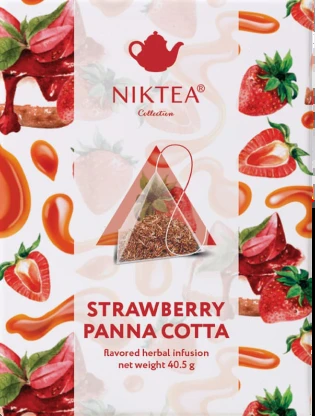 NIKTEA®
Collection
STRAWBERRY
PANNA COTTA
flavored herbal infusion
net weight 40.5 g